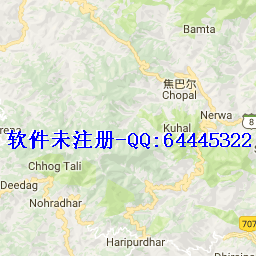 Bamta
焦巴尔
Chopal
Nerwa
8
Kuhal
软件未注册-QQ:64445322
Chhog Tali
Deedag
Nohradhar
707
Haripurdhar